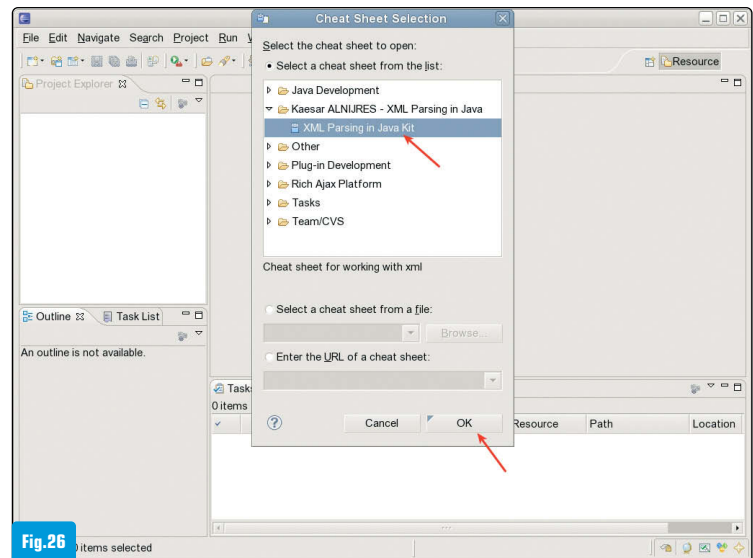 Cheat Sheet Selection
File Edit Navigate Search Project Run
Resource
Project Explorer
Select the cheat sheet to open:
Select a cheat sheet from the list:
Java Development
Kaesar ALNIJRES - XML Parsing in Java
XML Parsing in Java Kit
Other
Plug-in Development
Rich Ajax Platform
Tasks
Team/CVS
Cheat sheet for working with xml
Select a cheat sheet from a file:
Browse...
Enter the URL of a cheat sheet:
? Cancel OK
Outline Task List
An outline is not available.
Task
0 items
Resource Path Location
Fig.26
items selected